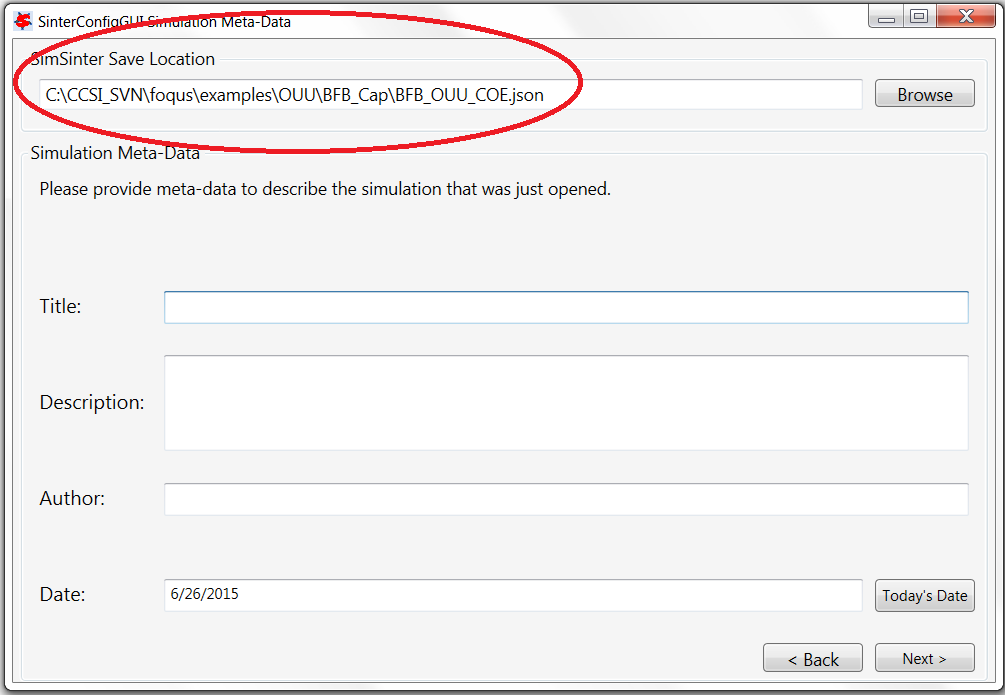 SinterConfigGUI Simulation Meta-Data
SimSinter Save Location
C:\CCSI_SVN\foqus\examples\OUU\BFB_Cap\BFB_OUU_COE.json
Browse
Simulation Meta-Data
Please provide meta-data to describe the simulation that was just opened.
Title:
Description:
Author:
Date:
6/26/2015
Today's Date
< Back
Next >